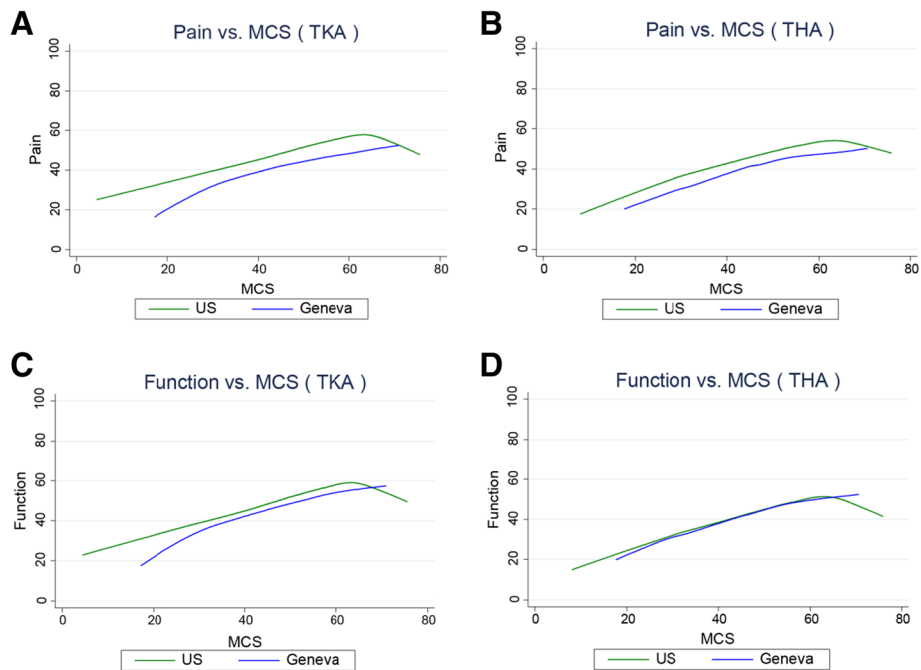 A
Pain vs. MCS ( TKA )
100
80
60
40
20
0
Pain
0 20 40 60 80
MCS
US Geneva
B
Pain vs. MCS ( THA )
100
80
60
40
20
0
Pain
0 20 40 60 80
MCS
US Geneva
C
Function vs. MCS ( TKA )
100
80
60
40
20
0
Function
0 20 40 60 80
MCS
US Geneva
D
Function vs. MCS ( THA )
100
80
60
40
20
0
Function
0 20 40 60 80
MCS
US Geneva